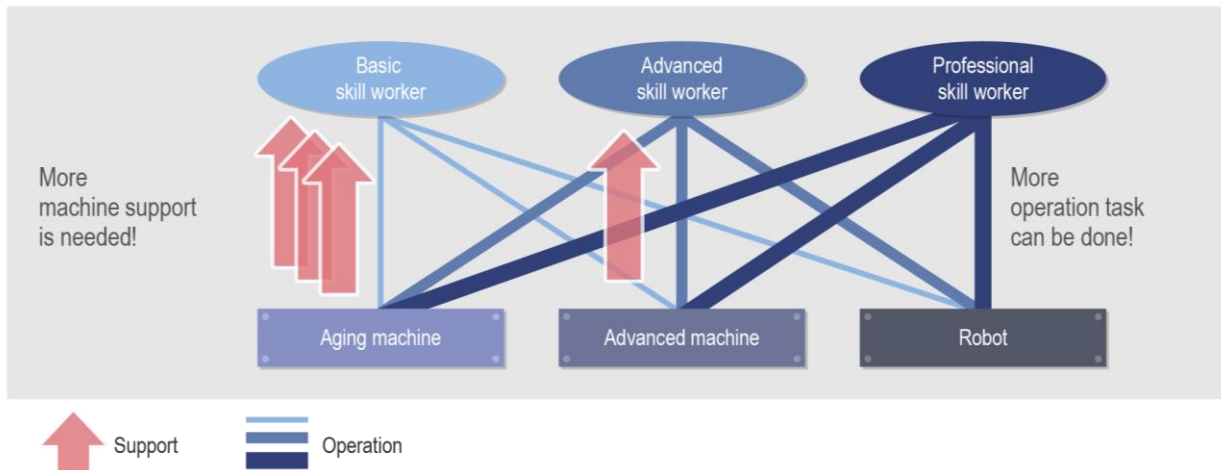 Basic
skill worker
Advanced
skill worker
Professional
skill worker
More
machine support
is needed!
More
operation task
can be done!
Aging machine
Advanced machine
Robot
Support
Operation